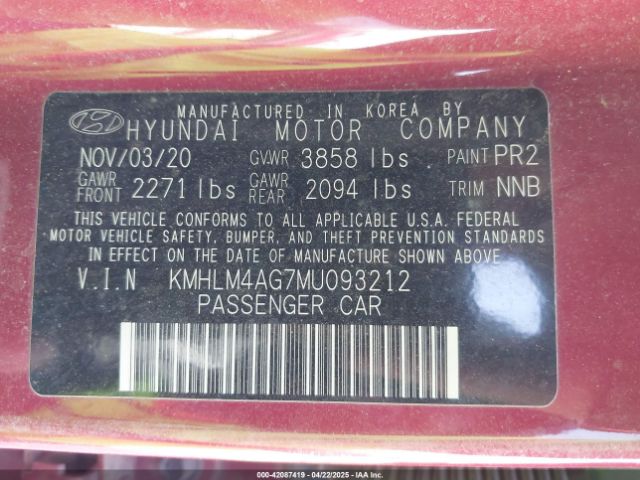 MANUFACTURED IN KOREA BY
HYUNDAI MOTOR COMPANY
NOV/03/20 GVWR 3858 lbs PAINT PR2
GAWR FRONT 2271 lbs GAWR REAR 2094 lbs TRIM NNB
THIS VEHICLE CONFORMS TO ALL APPLICABLE U.S.A. FEDERAL
MOTOR VEHICLE SAFETY, BUMPER, AND THEFT PREVENTION STANDARDS
IN EFFECT ON THE DATE OF MANUFACTURE SHOWN ABOVE.
V.I.N KMHLM4AG7MU093212
PASSENGER CAR
000-42087419 | 04/22/2025 - Copyright © IAA, LLC.